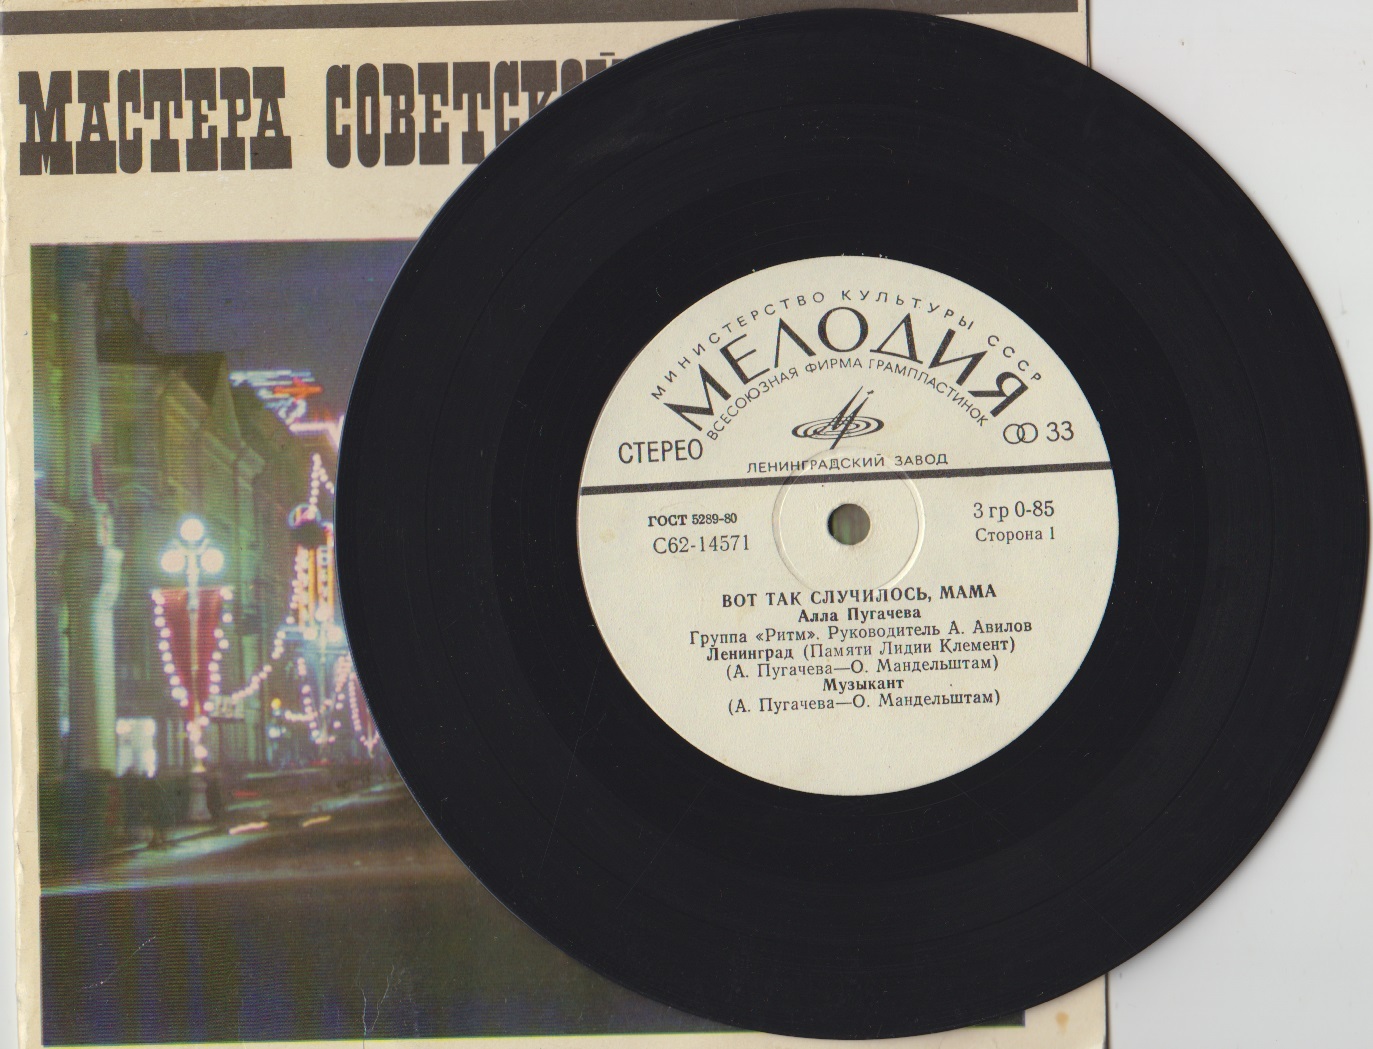 МАСТЕРА СОВЕТСКОЙ
МИНИСТЕРСТВО КУЛЬТУРЫ СССР
МЕЛОДИЯ
ВСЕСОЮЗНАЯ ФИРМА ГРАМПЛАСТИНОК
СТЕРЕО
33
ЛЕНИНГРАДСКИЙ ЗАВОД
ГОСТ 5289-80
3 гр 0-85
С62-14571
Сторона 1
ВОТ ТАК СЛУЧИЛОСЬ, МАМА
Алла Пугачева
Группа «Ритм». Руководитель А. Авилов
Ленинград (Памяти Лидии Клемент)
(А. Пугачева—О. Мандельштам)
Музыкант
(А. Пугачева—О. Мандельштам)